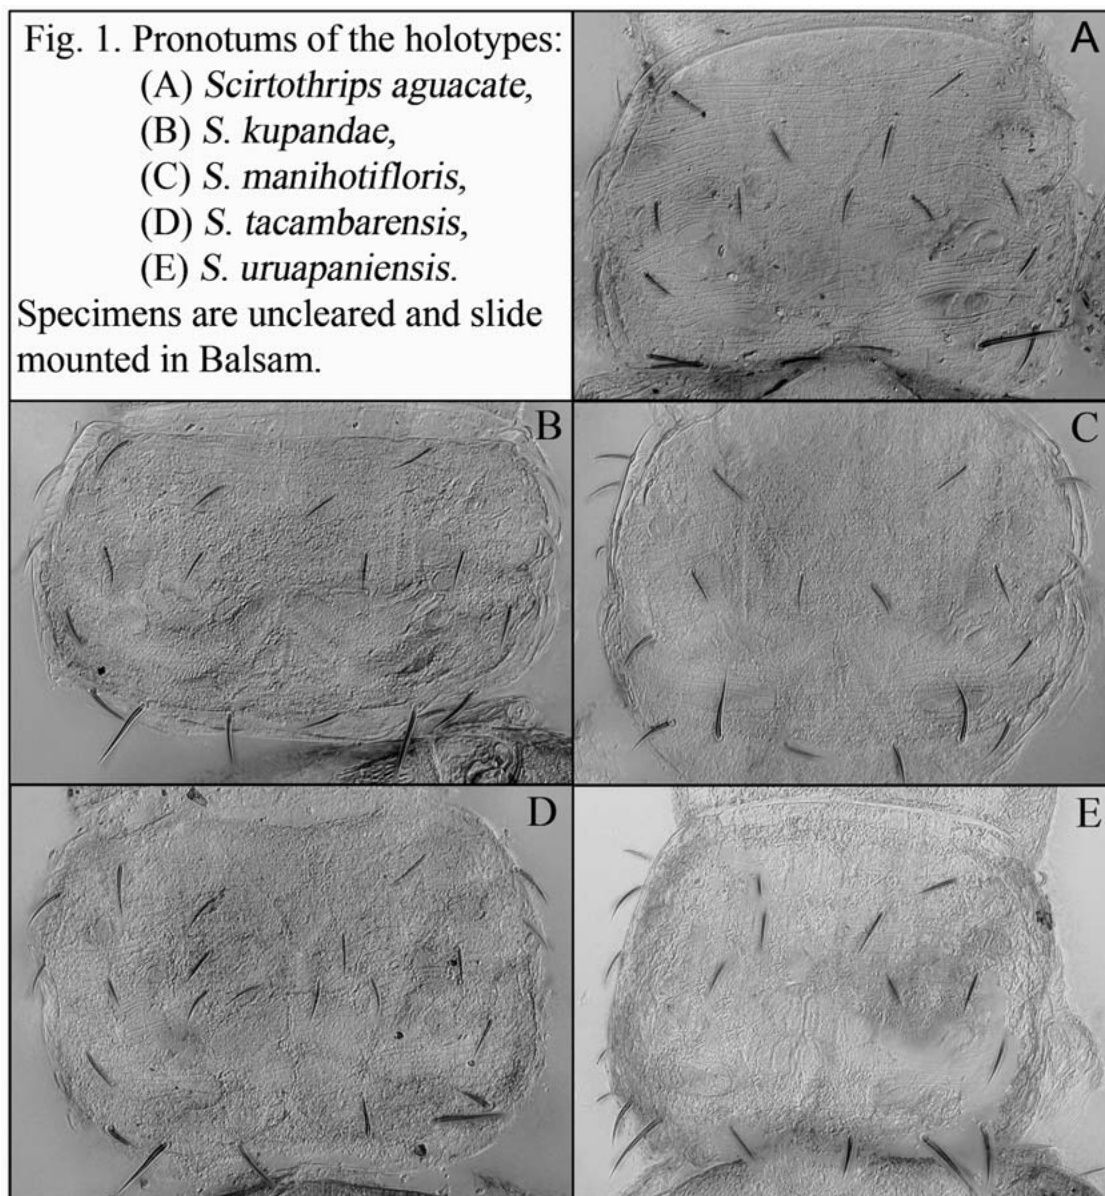 Fig. 1. Pronotums of the holotypes:
(A) Scirtothrips aguacate,
(B) S. kupandae,
(C) S. manihotifloris,
(D) S. tacambarensis,
(E) S. uruapaniensis.
Specimens are uncleared and slide
mounted in Balsam.
A
B
C
D
E